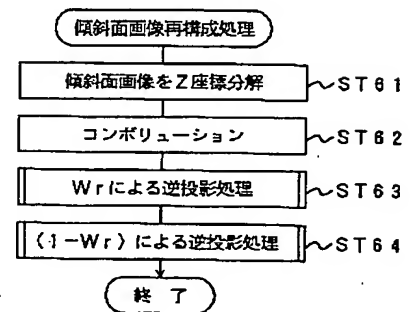 傾斜面画像再構成処理
傾斜面画像をZ座標分解 ST61
コンボリューション ST62
Wrによる逆投影処理 ST63
(1-Wr)による逆投影処理 ST64
終 了